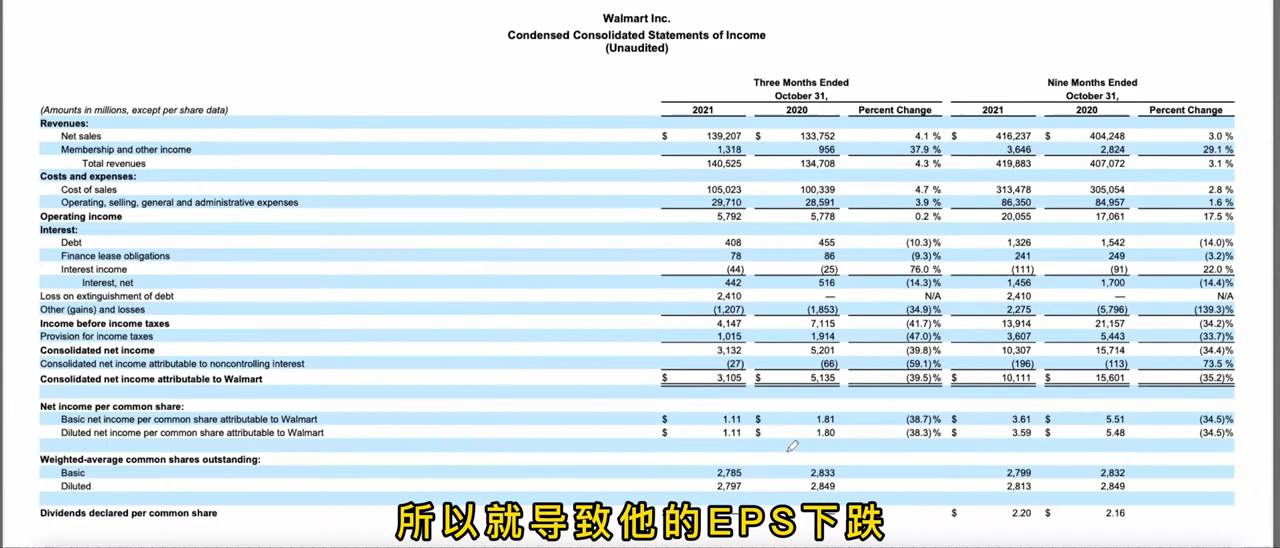 Walmart Inc.
Condensed Consolidated Statements of Income
(Unaudited)
Three Months Ended Nine Months Ended
October 31, October 31,
(Amounts in millions, except per share data) 2021 2020 Percent Change 2021 2020 Percent Change
Revenues:
Net sales $ 139,207 $ 133,752 4.1 % $ 416,237 $ 404,248 3.0 %
Membership and other income 1,318 956 37.9 % 3,646 2,824 29.1 %
Total revenues 140,525 134,708 4.3 % 419,883 407,072 3.1 %
Costs and expenses:
Cost of sales 105,023 100,339 4.7 % 313,478 305,054 2.8 %
Operating, selling, general and administrative expenses 29,710 28,591 3.9 % 86,350 84,957 1.6 %
Operating income 5,792 5,778 0.2 % 20,055 17,061 17.5 %
Interest:
Debt 408 455 (10.3)% 1,326 1,542 (14.0)%
Finance lease obligations 78 86 (9.3)% 241 249 (3.2)%
Interest income (44) (25) 76.0 % (111) (91) 22.0 %
Interest, net 442 516 (14.3)% 1,456 1,700 (14.4)%
Loss on extinguishment of debt 2,410 — N/A 2,410 — N/A
Other (gains) and losses (1,207) (1,853) (34.9)% 2,275 (5,796) (139.3)%
Income before income taxes 4,147 7,115 (41.7)% 13,914 21,157 (34.2)%
Provision for income taxes 1,015 1,914 (47.0)% 3,607 5,443 (33.7)%
Consolidated net income 3,132 5,201 (39.8)% 10,307 15,714 (34.4)%
Consolidated net income attributable to noncontrolling interest (27) (66) (59.1)% (196) (113) 73.5 %
Consolidated net income attributable to Walmart $ 3,105 $ 5,135 (39.5)% $ 10,111 $ 15,601 (35.2)%
Net income per common share:
Basic net income per common share attributable to Walmart $ 1.11 $ 1.81 (38.7)% $ 3.61 $ 5.51 (34.5)%
Diluted net income per common share attributable to Walmart $ 1.11 $ 1.80 (38.3)% $ 3.59 $ 5.48 (34.5)%
Weighted-average common shares outstanding:
Basic 2,785 2,833 2,799 2,832
Diluted 2,797 2,849 2,813 2,849
Dividends declared per common share $ 2.20 $ 2.16
所以就导致他的EPS下跌